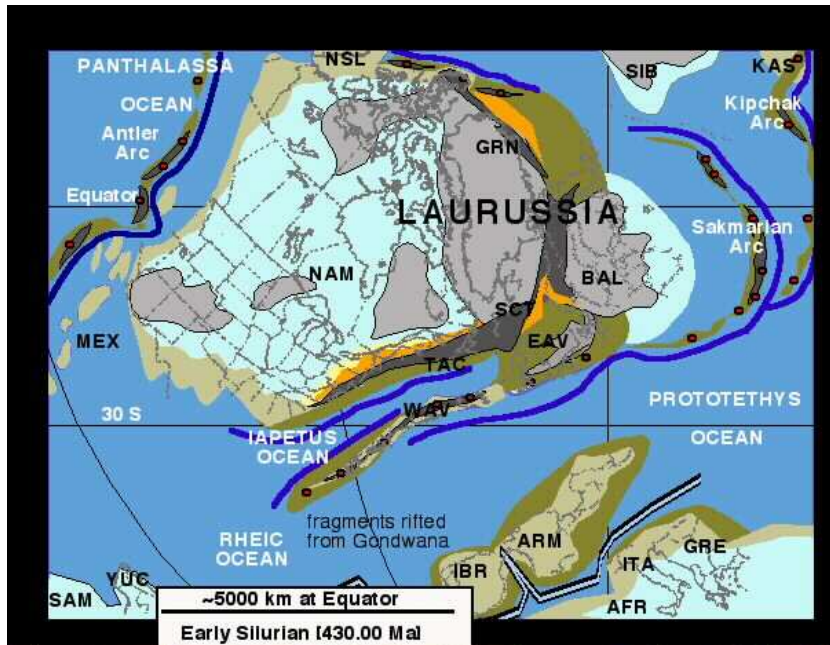 NSL
PANTHALASSA
OCEAN
SIB
KAS
Antler
Arc
Kipchak
Arc
GRN
Equator
LAURUSSIA
Sakmarian
Arc
NAM
BAL
SCT
MEX
EAV
TAC
WAV
30 S
PROTOTETHYS
OCEAN
IAPETUS
OCEAN
fragments rifted
from Gondwana
RHEIC
OCEAN
ARM
GRE
ITA
IBR
YUC
SAM
AFR
~5000 km at Equator
Early Silurian [430.00 Ma]